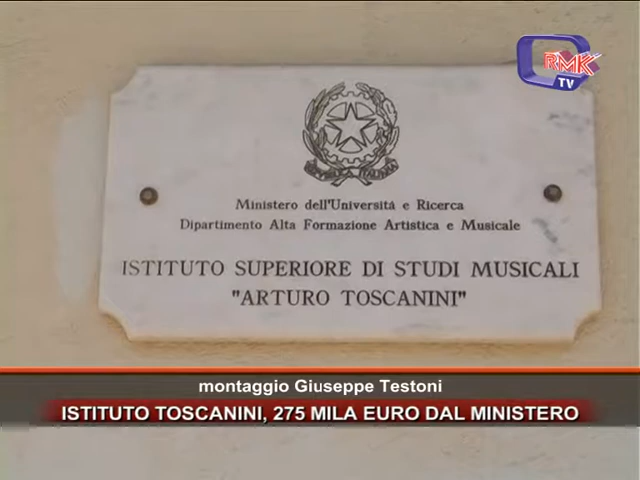 RMK
TV
REPVBBLICA ITALIANA
Ministero dell'Università e Ricerca
Dipartimento Alta Formazione Artistica e Musicale
ISTITUTO SUPERIORE DI STUDI MUSICALI
"ARTURO TOSCANINI"
montaggio Giuseppe Testoni
ISTITUTO TOSCANINI, 275 MILA EURO DAL MINISTERO